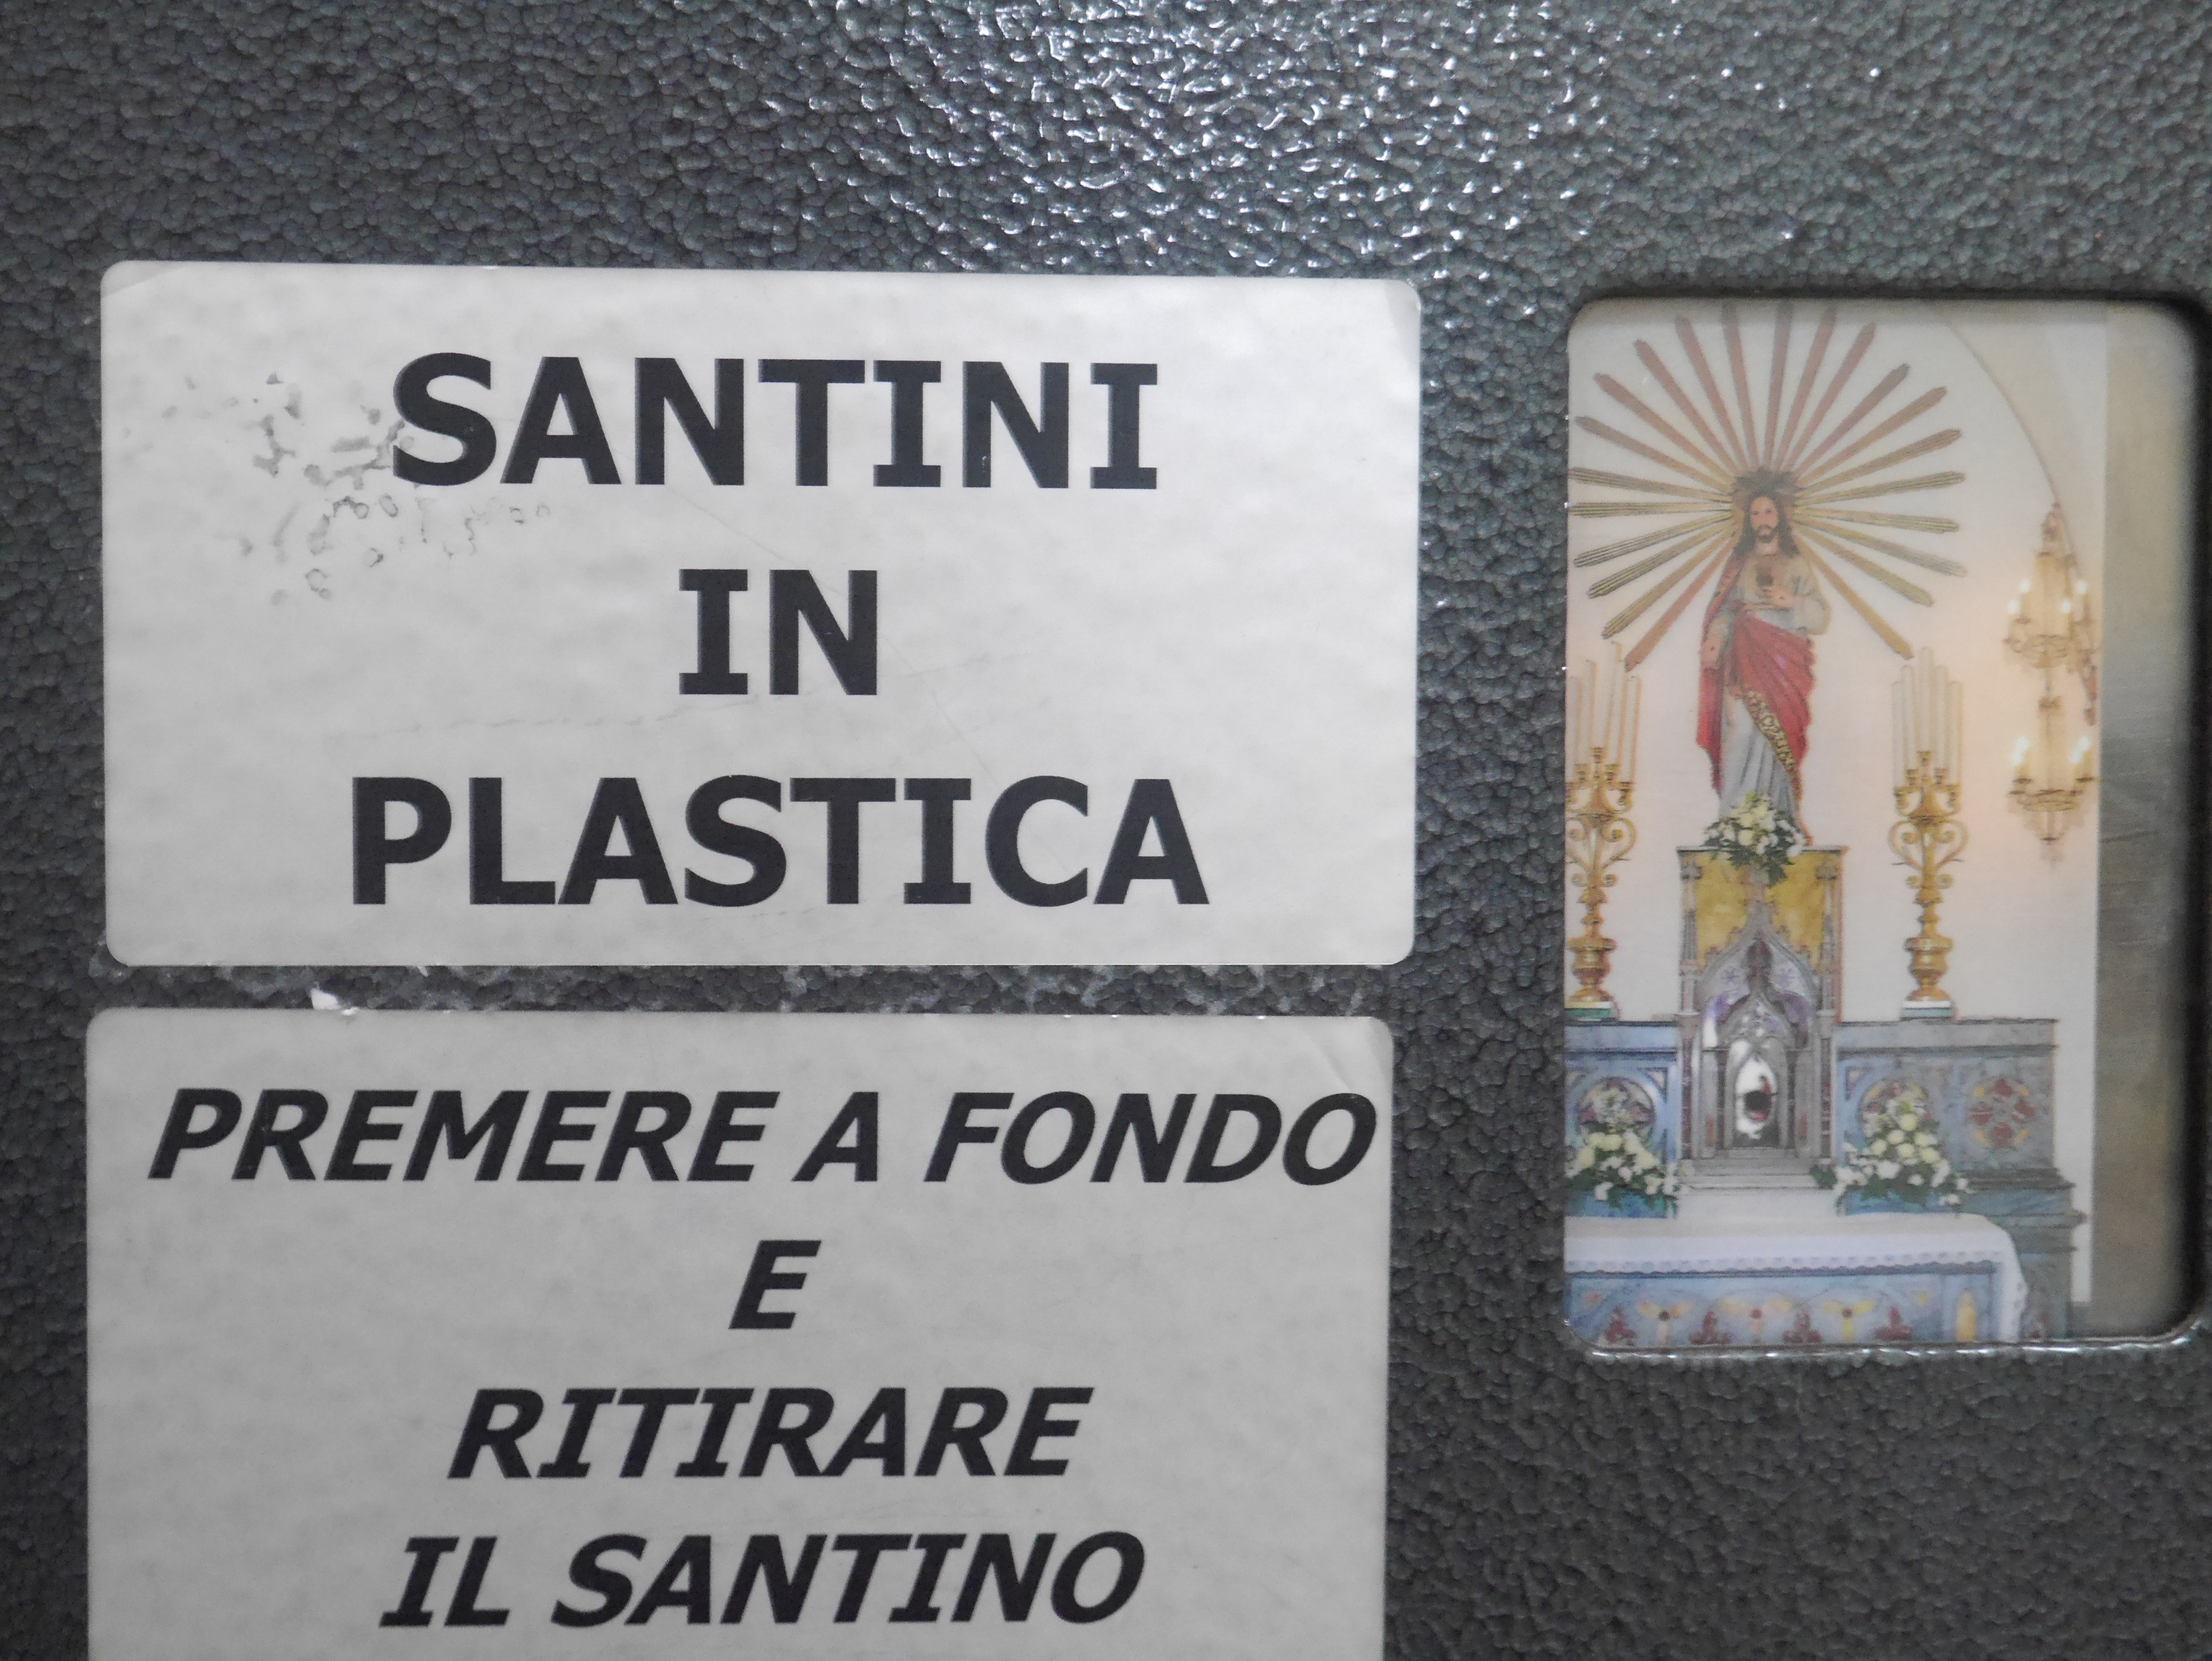 SANTINI
IN
PLASTICA
PREMERE A FONDO
E
RITIRARE
IL SANTINO